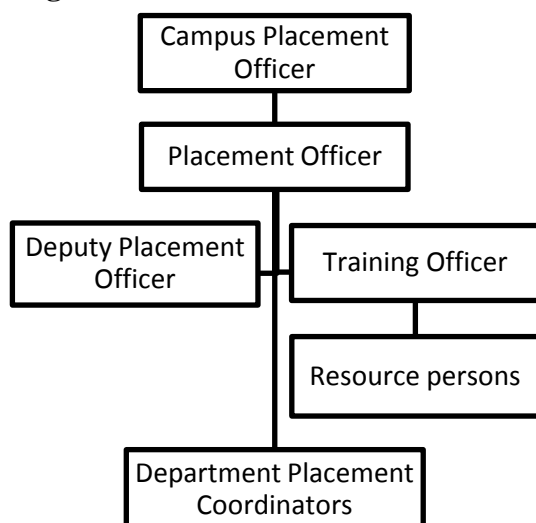 Campus Placement
Officer
Placement Officer
Deputy Placement
Officer
Training Officer
Resource persons
Department Placement
Coordinators